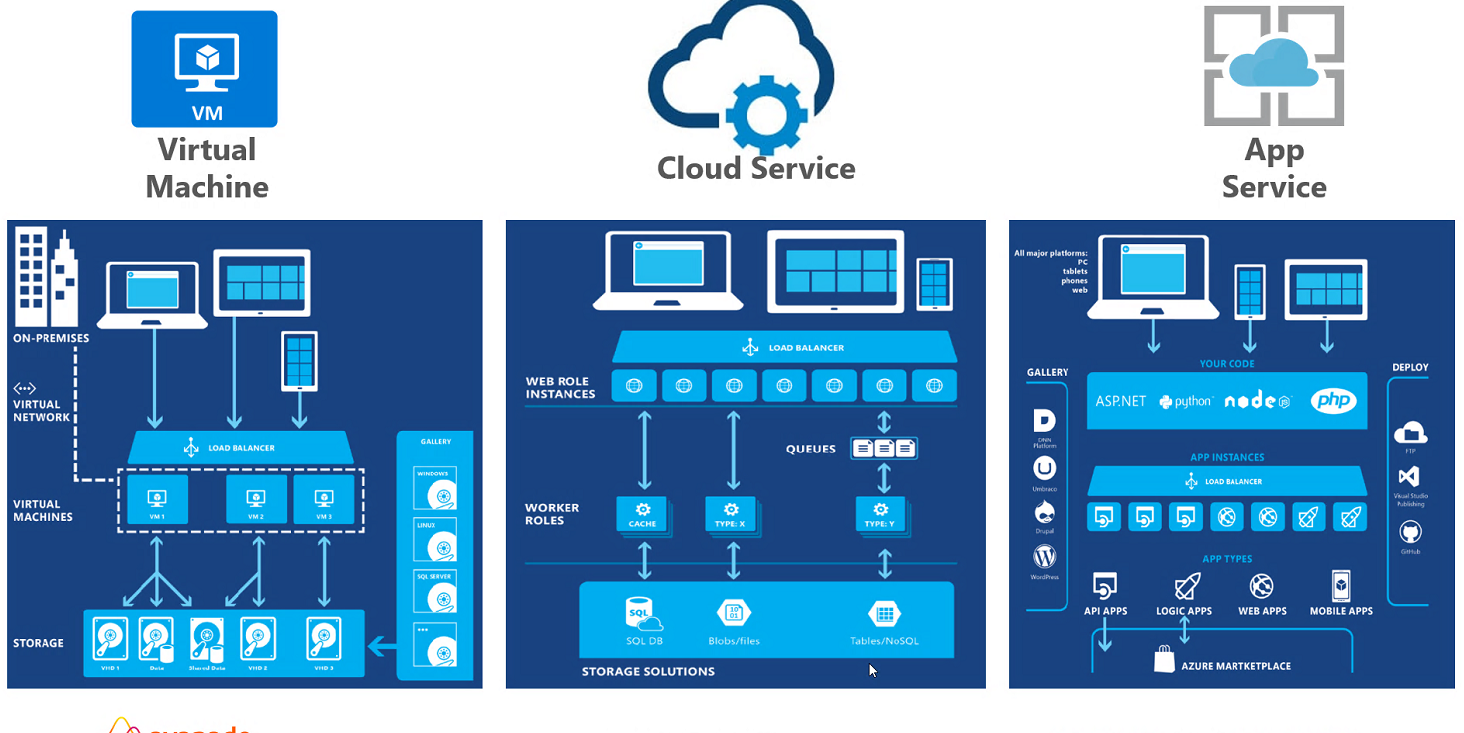 VM
Virtual
Machine
Cloud Service
App
Service
ON-PREMISES
VIRTUAL
NETWORK
LOAD BALANCER
VIRTUAL
MACHINES
VM 1
VM 2
VM 3
STORAGE
VHD 1
Data
Shared Data
VHD 2
VHD 3
GALLERY
WINDOWS
LINUX
SQL SERVER
LOAD BALANCER
WEB ROLE
INSTANCES
QUEUES
WORKER
ROLES
CACHE
TYPE: X
TYPE: Y
SQL
SQL DB
10
01
Blobs/files
Tables/NoSQL
STORAGE SOLUTIONS
All major platforms:
PC
tablets
phones
web
YOUR CODE
ASP.NET
python
node
JS
php
GALLERY
DNN
Platform
Umbraco
Drupal
WordPress
APP INSTANCES
LOAD BALANCER
APP TYPES
API APPS
LOGIC APPS
WEB APPS
MOBILE APPS
AZURE MARTKETPLACE
DEPLOY
FTP
Visual Studio
Publishing
GitHub